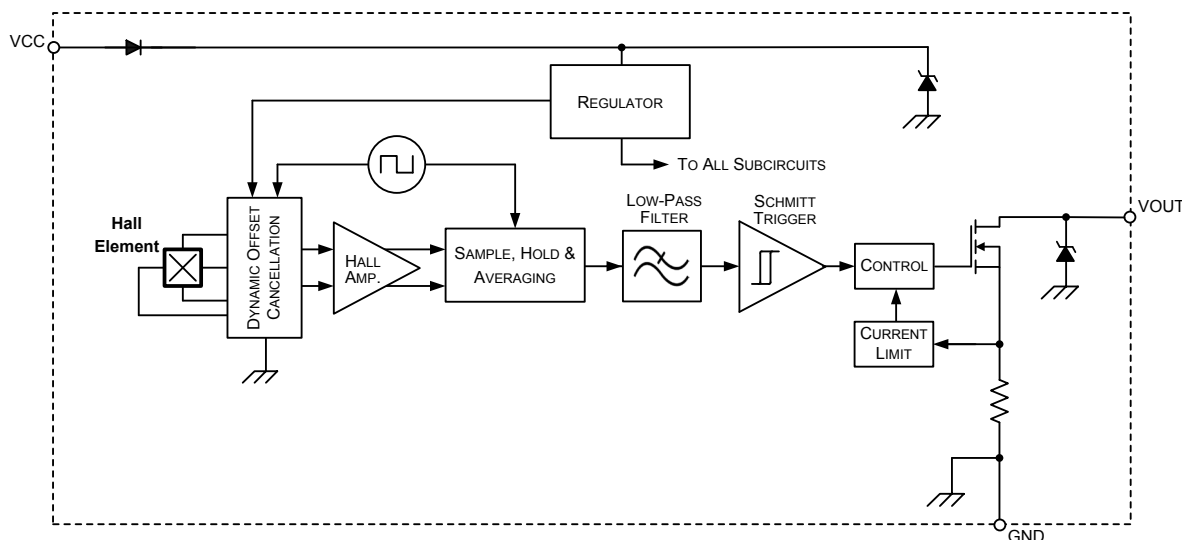 VCC
REGULATOR
TO ALL SUBCIRCUITS
LOW-PASS
FILTER
SCHMITT
TRIGGER
VOUT
Hall
Element
DYNAMIC OFFSET
CANCELLATION
HALL
AMP.
SAMPLE, HOLD &
AVERAGING
CONTROL
CURRENT
LIMIT
GND